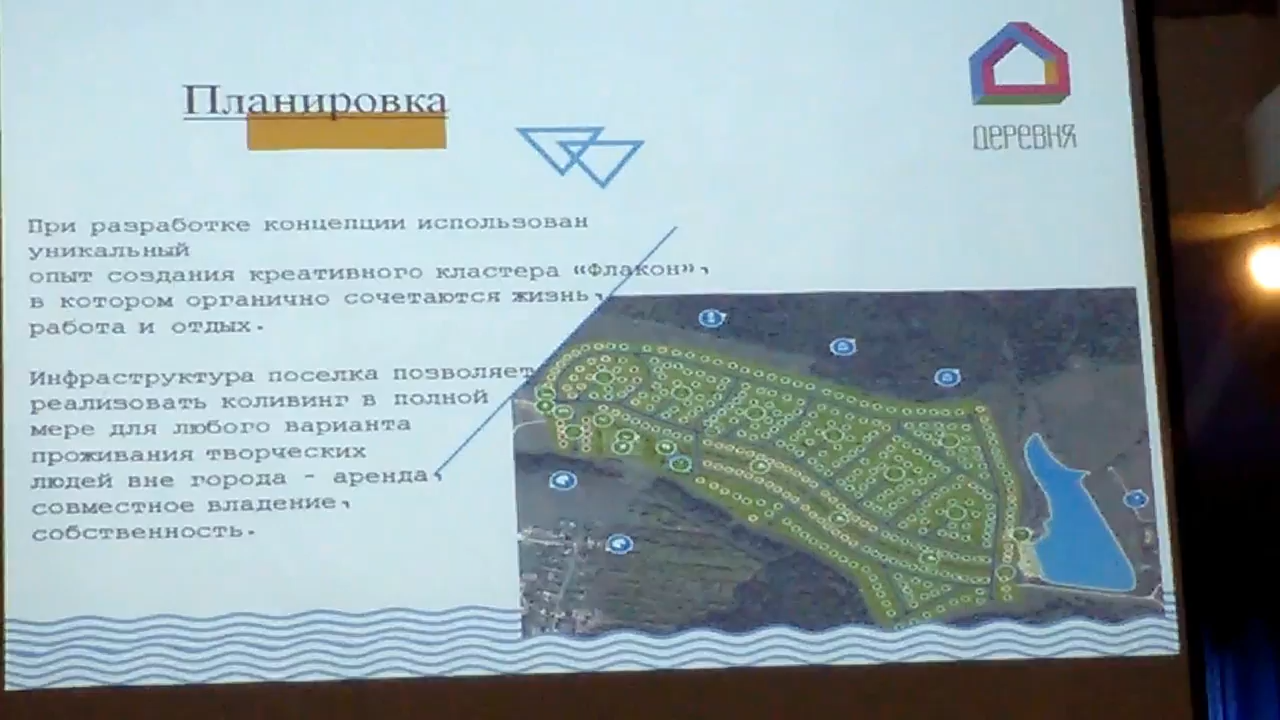 Планировка
ДЕРЕВНЯ
При разработке концепции использован
уникальный
опыт создания креативного кластера «Флакон»,
в котором органично сочетаются жизнь,
работа и отдых.
Инфраструктура поселка позволяет
реализовать коливинг в полной
мере для любого варианта
проживания творческих
людей вне города - аренда,
совместное владение,
собственность.